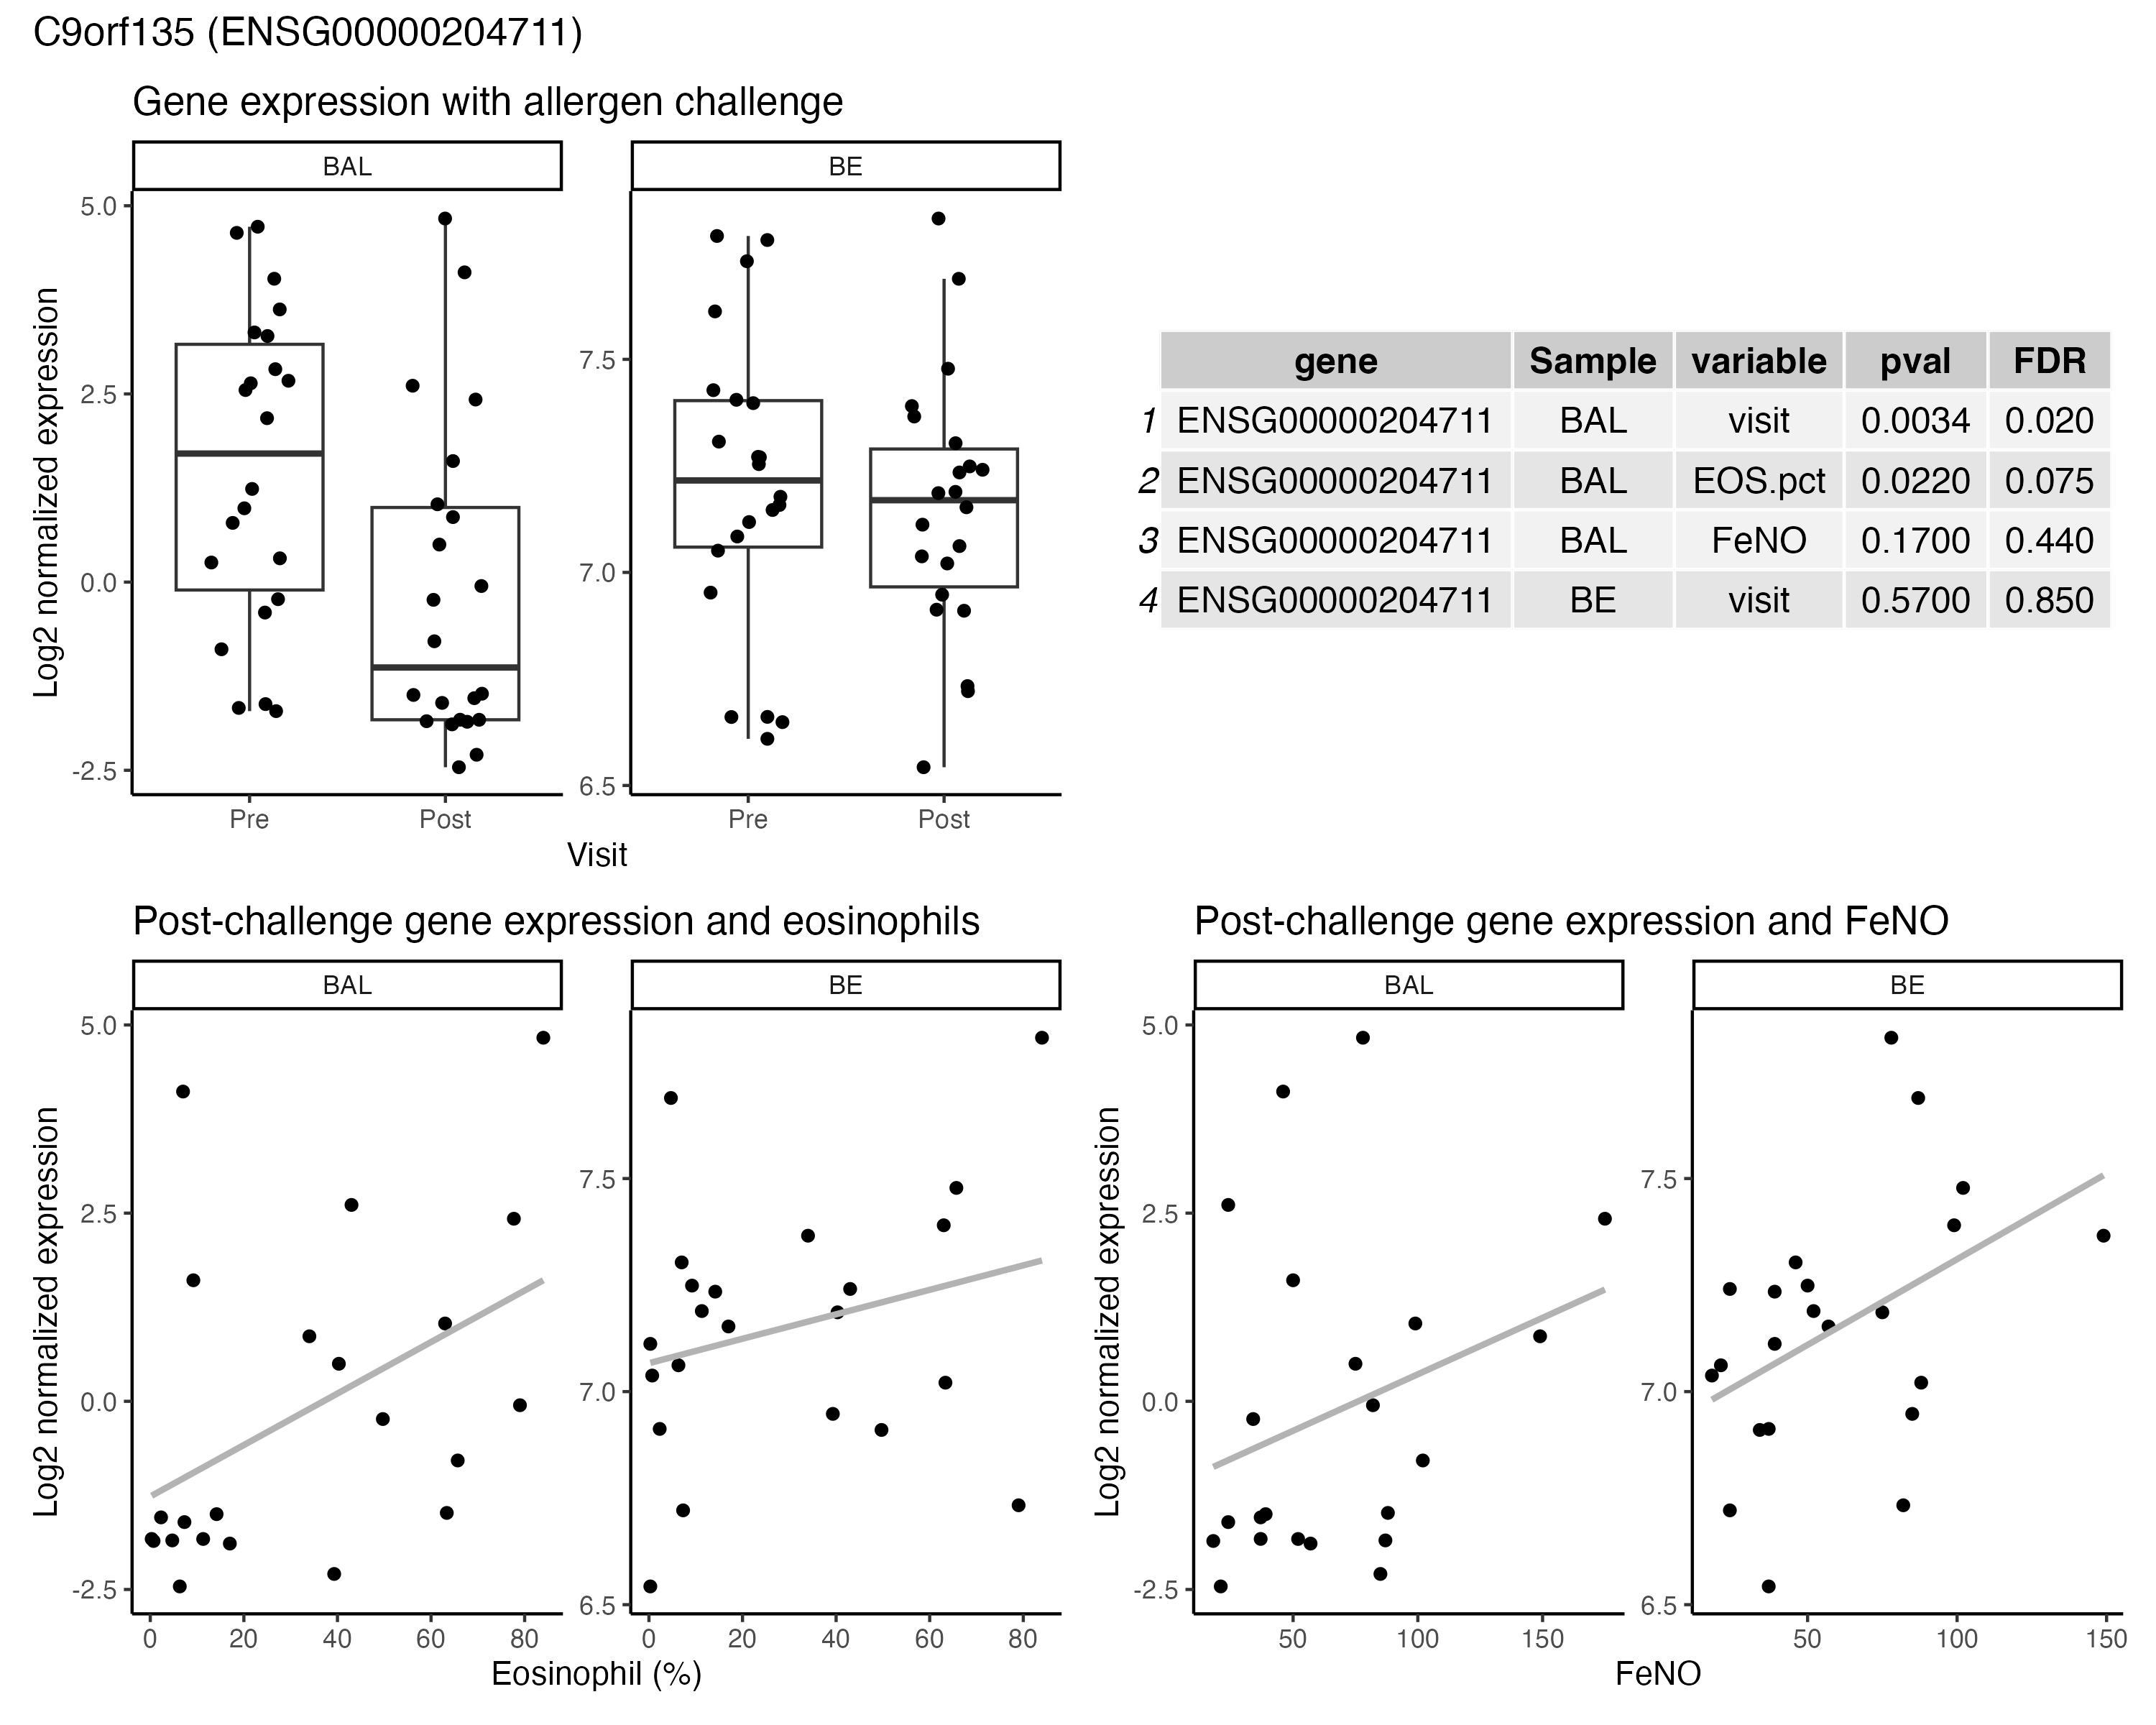 C9orf135 (ENSG00000204711)
Gene expression with allergen challenge
BAL
BE
Log2 normalized expression
5.0
2.5
0.0
-2.5
7.5
7.0
6.5
Pre
Post
Pre
Post
Visit
gene Sample variable pval FDR
1 ENSG00000204711 BAL visit 0.0034 0.020
2 ENSG00000204711 BAL EOS.pct 0.0220 0.075
3 ENSG00000204711 BAL FeNO 0.1700 0.440
4 ENSG00000204711 BE visit 0.5700 0.850
Post-challenge gene expression and eosinophils
BAL
BE
Log2 normalized expression
5.0
2.5
0.0
-2.5
7.5
7.0
6.5
0 20 40 60 80
0 20 40 60 80
Eosinophil (%)
Post-challenge gene expression and FeNO
BAL
BE
Log2 normalized expression
5.0
2.5
0.0
-2.5
7.5
7.0
6.5
50 100 150
50 100 150
FeNO